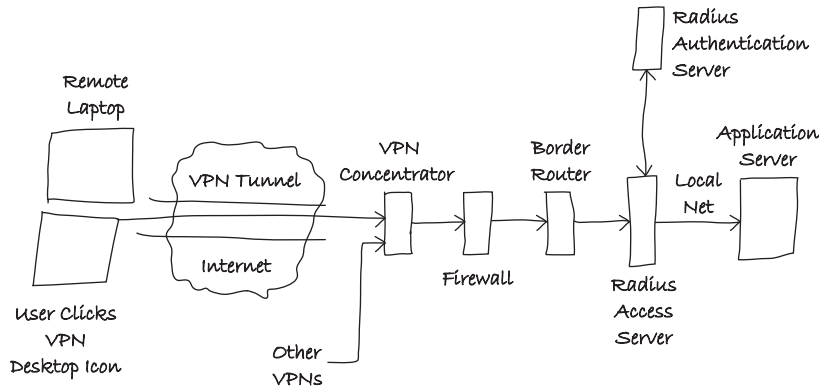 Radius
Authentication
Server
Remote
Laptop
VPN Tunnel
Internet
VPN
Concentrator
Firewall
Border
Router
Application
Server
Local
Net
Radius
Access
Server
User Clicks
VPN
Desktop Icon
Other
VPNs